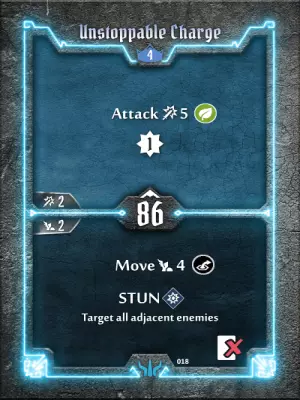 Unstoppable Charge
4
Attack 5
1
2
86
2
Move 4
STUN
Target all adjacent enemies
018